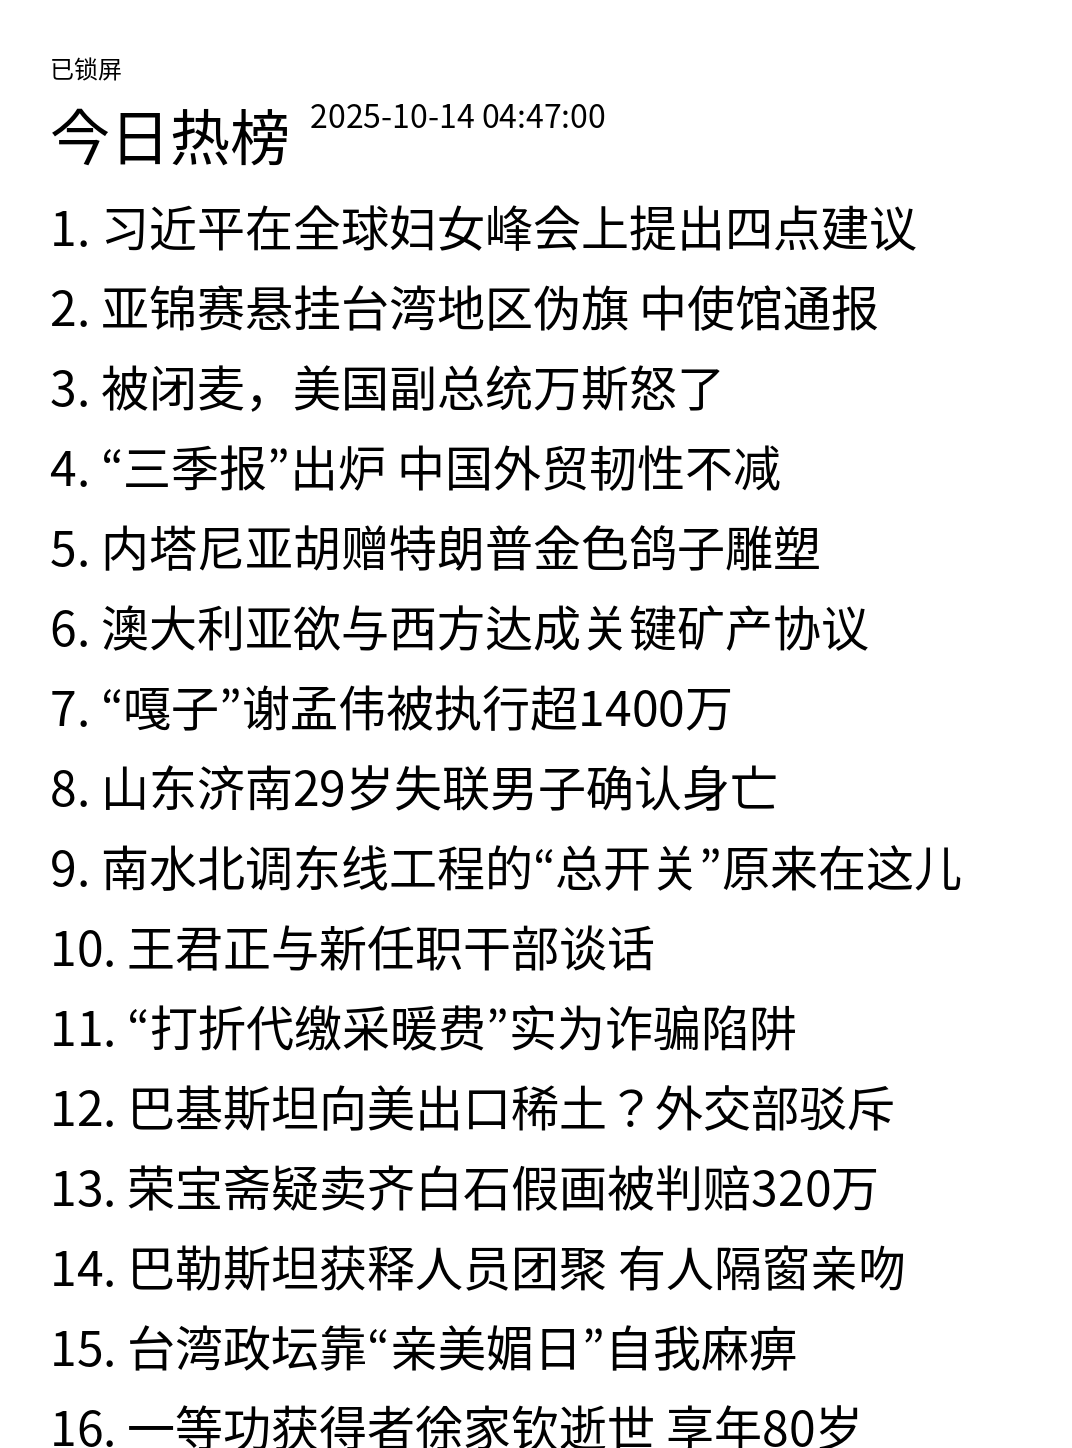 已锁屏
今日热榜 2025-10-14 04:47:00
1. 习近平在全球妇女峰会上提出四点建议
2. 亚锦赛悬挂台湾地区伪旗 中使馆通报
3. 被闭麦，美国副总统万斯怒了
4. “三季报”出炉 中国外贸韧性不减
5. 内塔尼亚胡赠特朗普金色鸽子雕塑
6. 澳大利亚欲与西方达成关键矿产协议
7. “嘎子”谢孟伟被执行超1400万
8. 山东济南29岁失联男子确认身亡
9. 南水北调东线工程的“总开关”原来在这儿
10. 王君正与新任职干部谈话
11. “打折代缴采暖费”实为诈骗陷阱
12. 巴基斯坦向美出口稀土？外交部驳斥
13. 荣宝斋疑卖齐白石假画被判赔320万
14. 巴勒斯坦获释人员团聚 有人隔窗亲吻
15. 台湾政坛靠“亲美媚日”自我麻痹
16. 一等功获得者徐家钦逝世 享年80岁